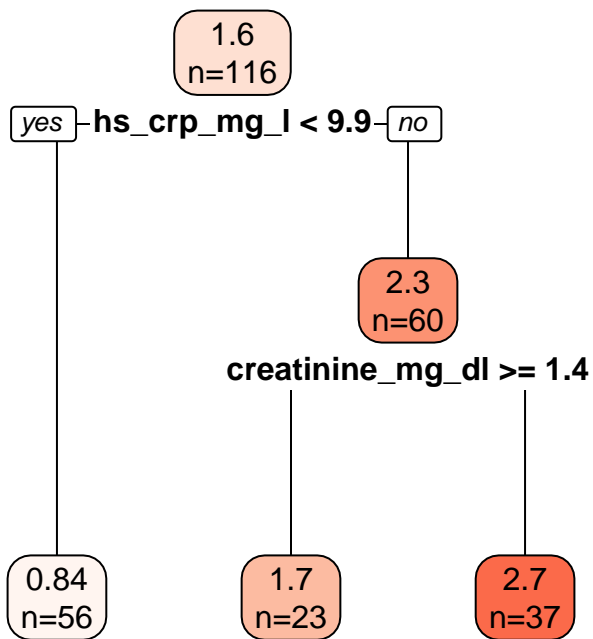 1.6
n=116
yes hs_crp_mg_l < 9.9 no
2.3
n=60
creatinine_mg_dl >= 1.4
0.84
n=56
1.7
n=23
2.7
n=37